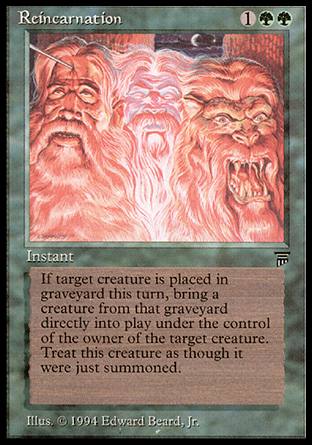 Reincarnation 1
Instant
If target creature is placed in
graveyard this turn, bring a
creature from that graveyard
directly into play under the control
of the owner of the target creature.
Treat this creature as though it
were just summoned.
Illus. © 1994 Edward Beard, Jr.